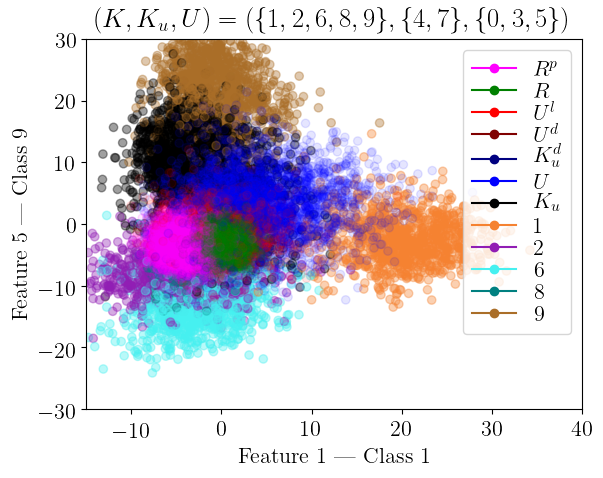 (K, K_u, U) = ({1, 2, 6, 8, 9}, {4, 7}, {0, 3, 5})
30
20
10
0
−10
−20
−30
Feature 5 — Class 9
R^p
R
U^l
U^d
K_u^d
U
K_u
1
2
6
8
9
−10
0
10
20
30
40
Feature 1 — Class 1